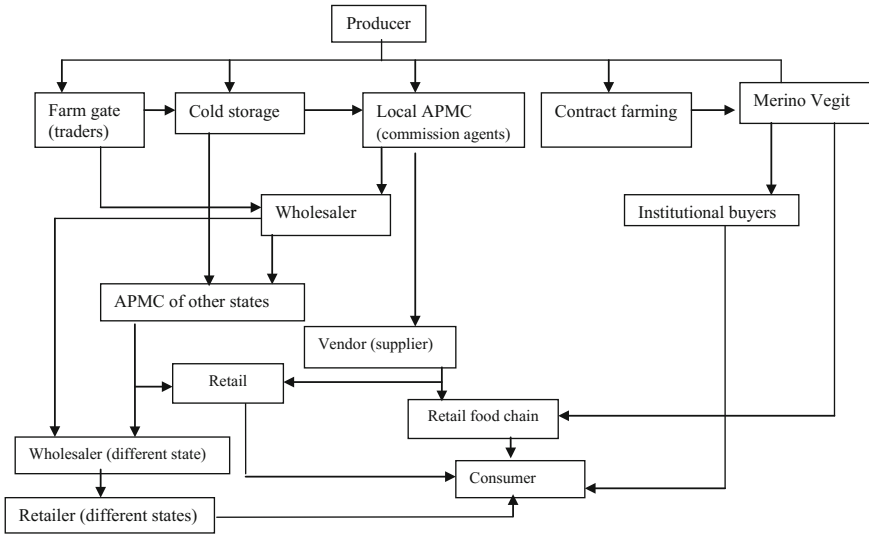 Producer
Farm gate
(traders)
Cold storage
Local APMC
(commission agents)
Contract farming
Merino Vegit
Wholesaler
Institutional buyers
APMC of other states
Vendor (supplier)
Retail
Retail food chain
Wholesaler (different state)
Consumer
Retailer (different states)